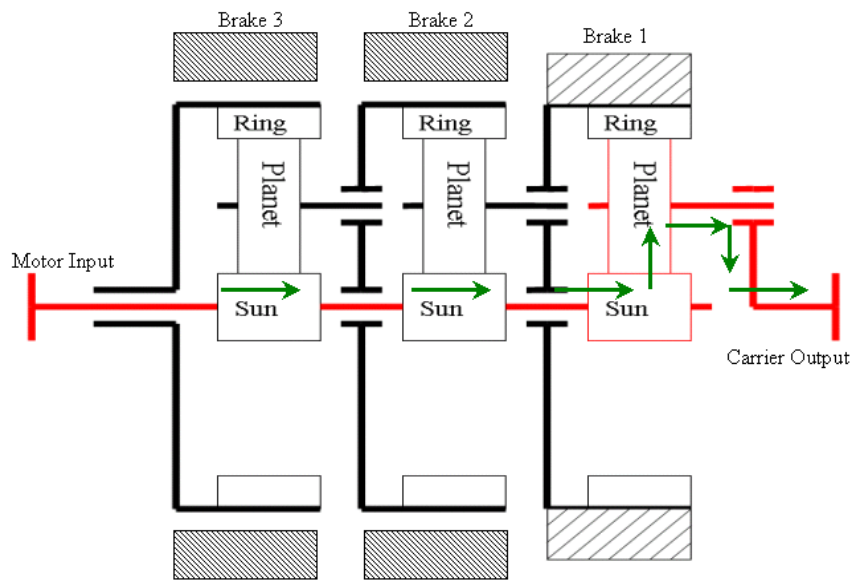 Brake 3
Brake 2
Brake 1
Ring
Ring
Ring
Planet
Planet
Planet
Motor Input
Sun
Sun
Sun
Carrier Output